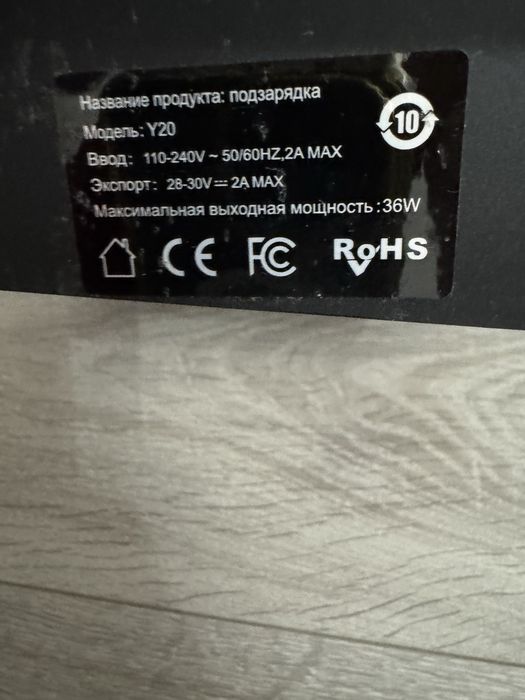 Название продукта: подзарядка
Модель: Y20
Ввод: 110-240V ~ 50/60HZ,2A MAX
Экспорт: 28-30V⎓2A MAX
Максимальная выходная мощность :36W
10
CE FC RoHS